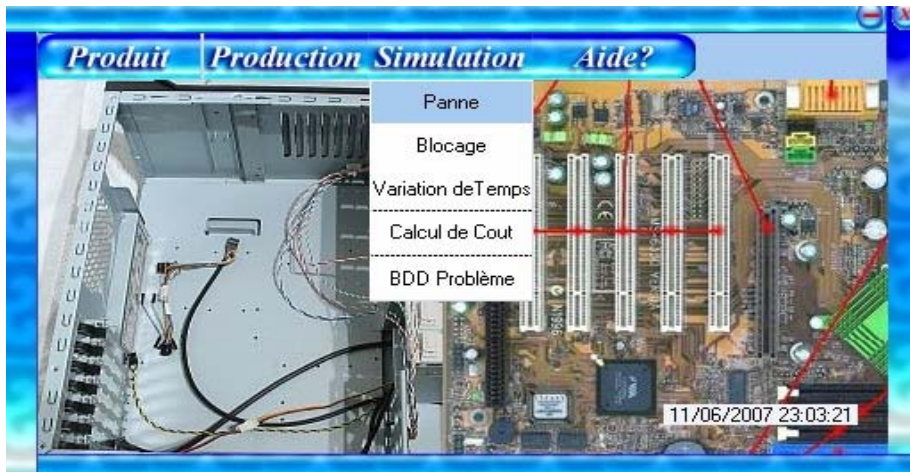 Produit Production Simulation Aide?
Panne
Blocage
Variation deTemps
Calcul de Cout
BDD Problème
11/06/2007 23:03:21